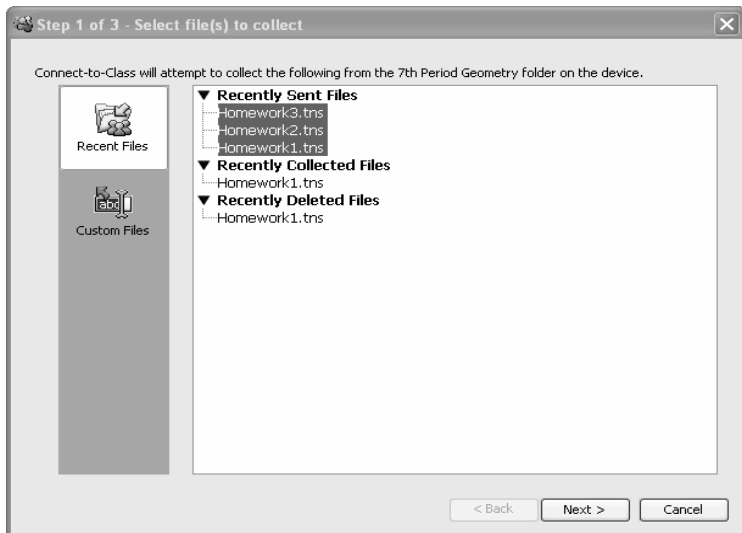 Step 1 of 3 - Select file(s) to collect
Connect-to-Class will attempt to collect the following from the 7th Period Geometry folder on the device.
Recent Files
Custom Files
Recently Sent Files
Homework3.tns
Homework2.tns
Homework1.tns
Recently Collected Files
Homework1.tns
Recently Deleted Files
Homework1.tns
< Back
Next >
Cancel